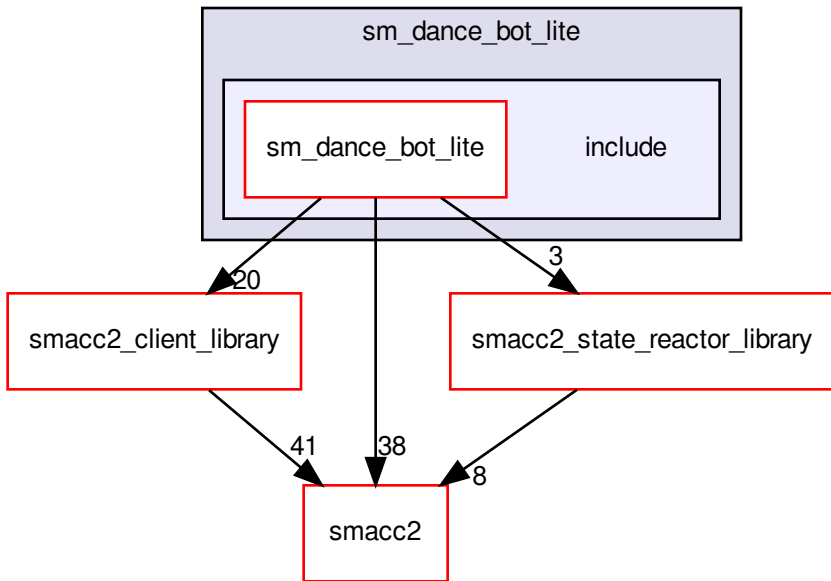 sm_dance_bot_lite
sm_dance_bot_lite
include
3
20
smacc2_client_library
smacc2_state_reactor_library
41
38
8
smacc2